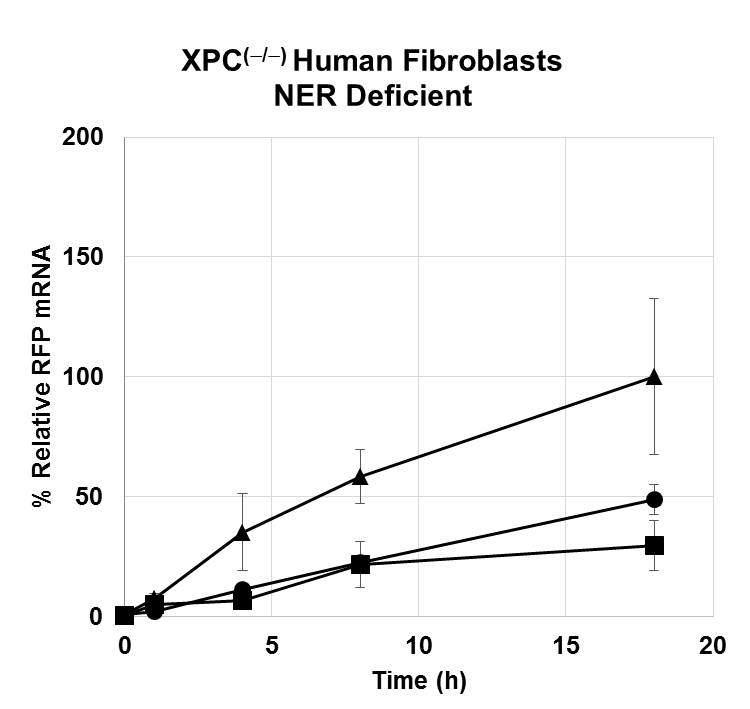 XPC(−/−) Human Fibroblasts
NER Deficient
200
150
100
50
0
% Relative RFP mRNA
0 5 10 15 20
Time (h)